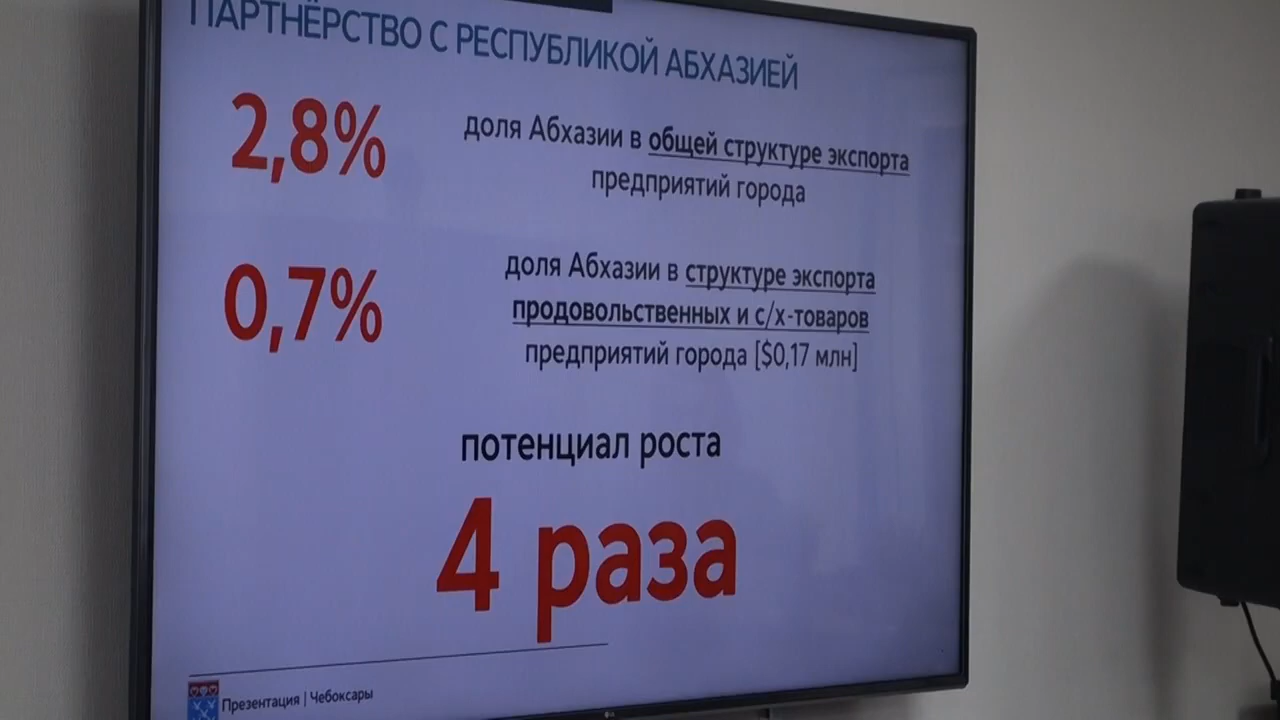 ПАРТНЁРСТВО С РЕСПУБЛИКОЙ АБХАЗИЕЙ
2,8%
доля Абхазии в общей структуре экспорта
предприятий города
0,7%
доля Абхазии в структуре экспорта
продовольственных и с/х-товаров
предприятий города [$0,17 млн]
потенциал роста
4 раза
Презентация | Чебоксары
LG